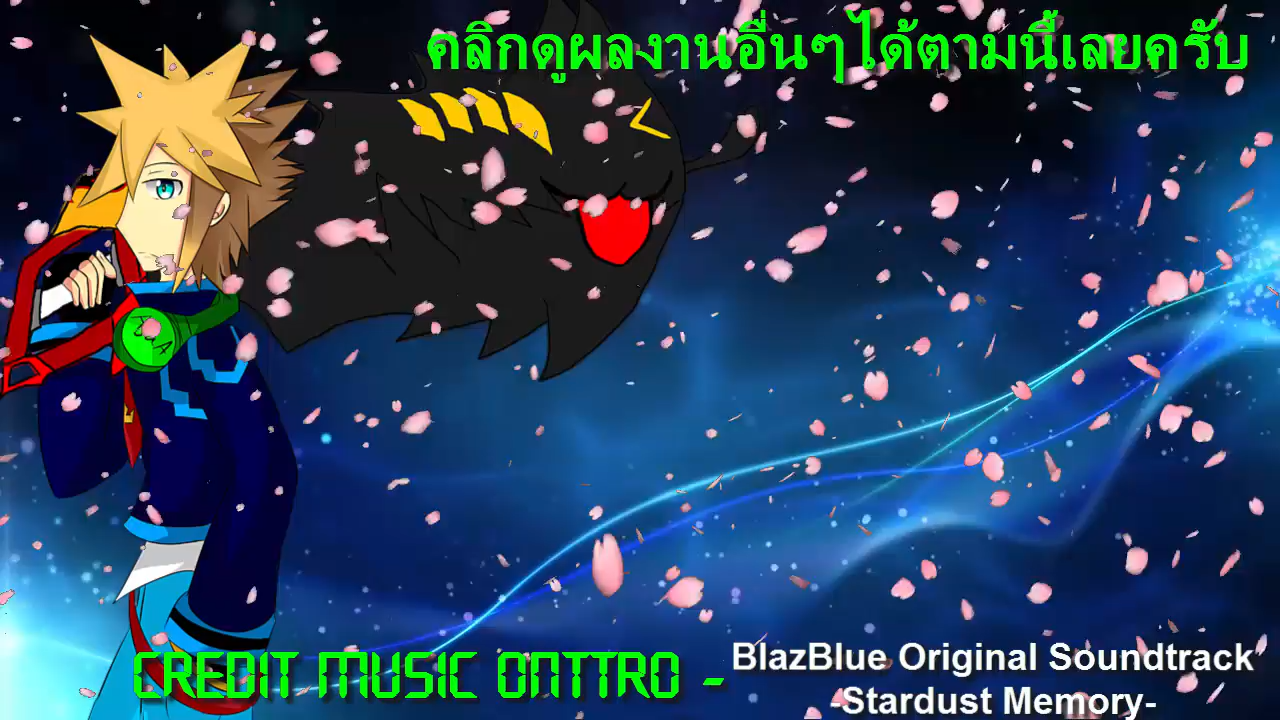 คลิกดูผลงานอื่นๆได้ตามนี้เลยครับ
CREDIT MUSIC ONTTRO -
BlazBlue Original Soundtrack
-Stardust Memory-